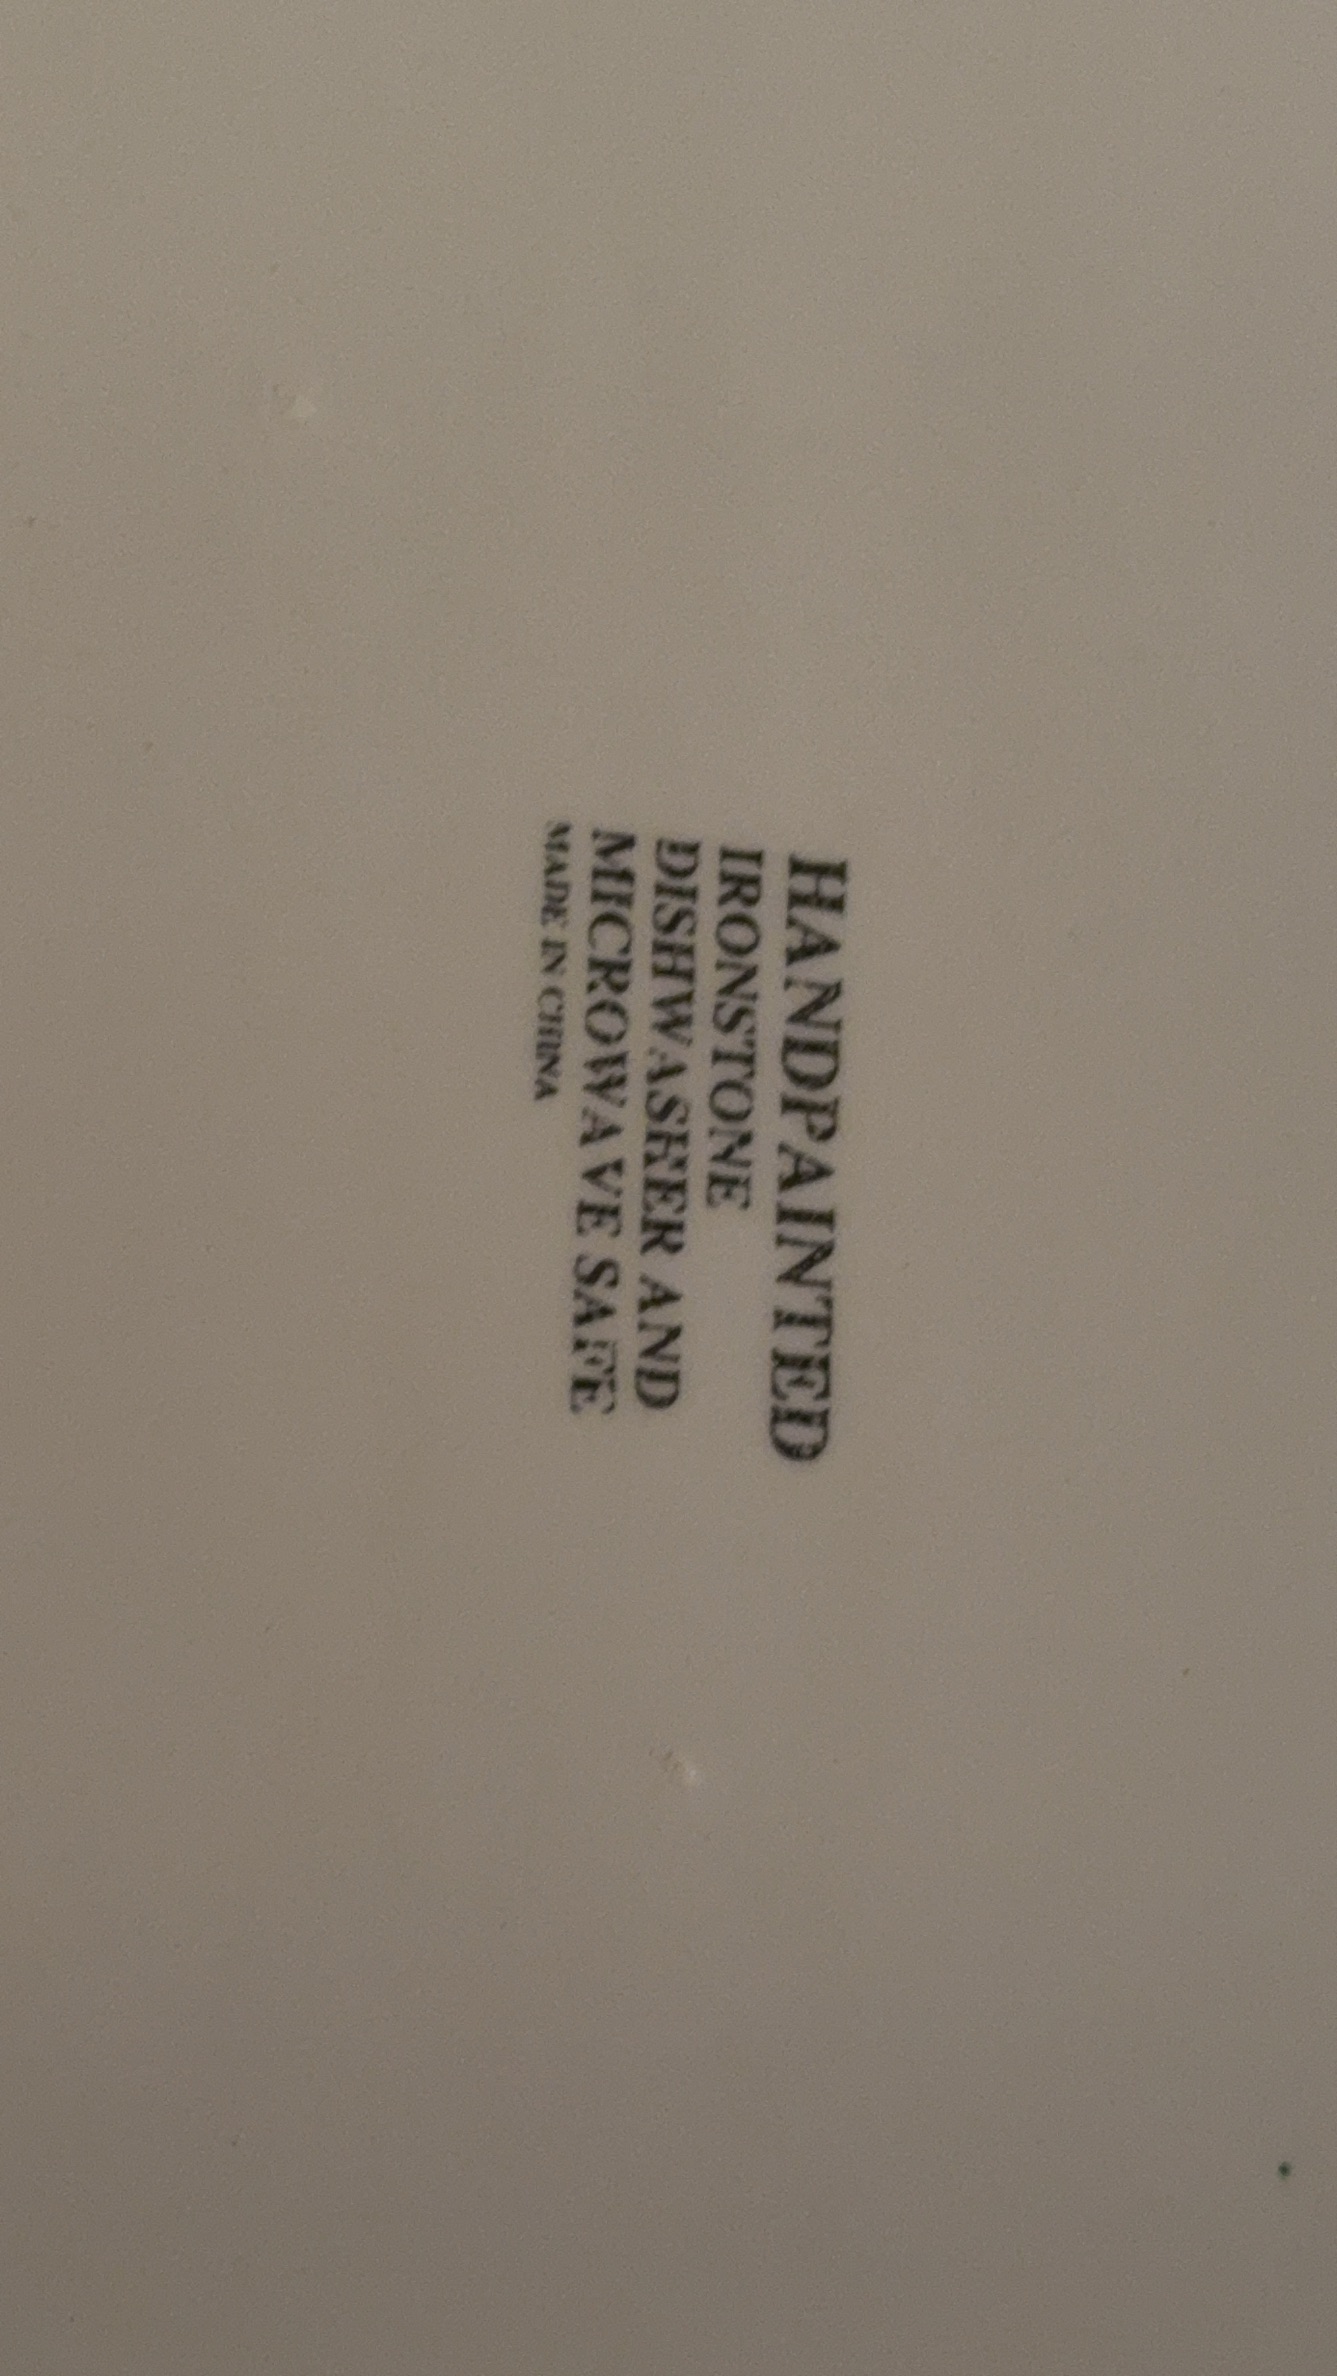 HANDPAINTED
IRONSTONE
DISHWASHER AND
MICROWAVE SAFE
MADE IN CHINA